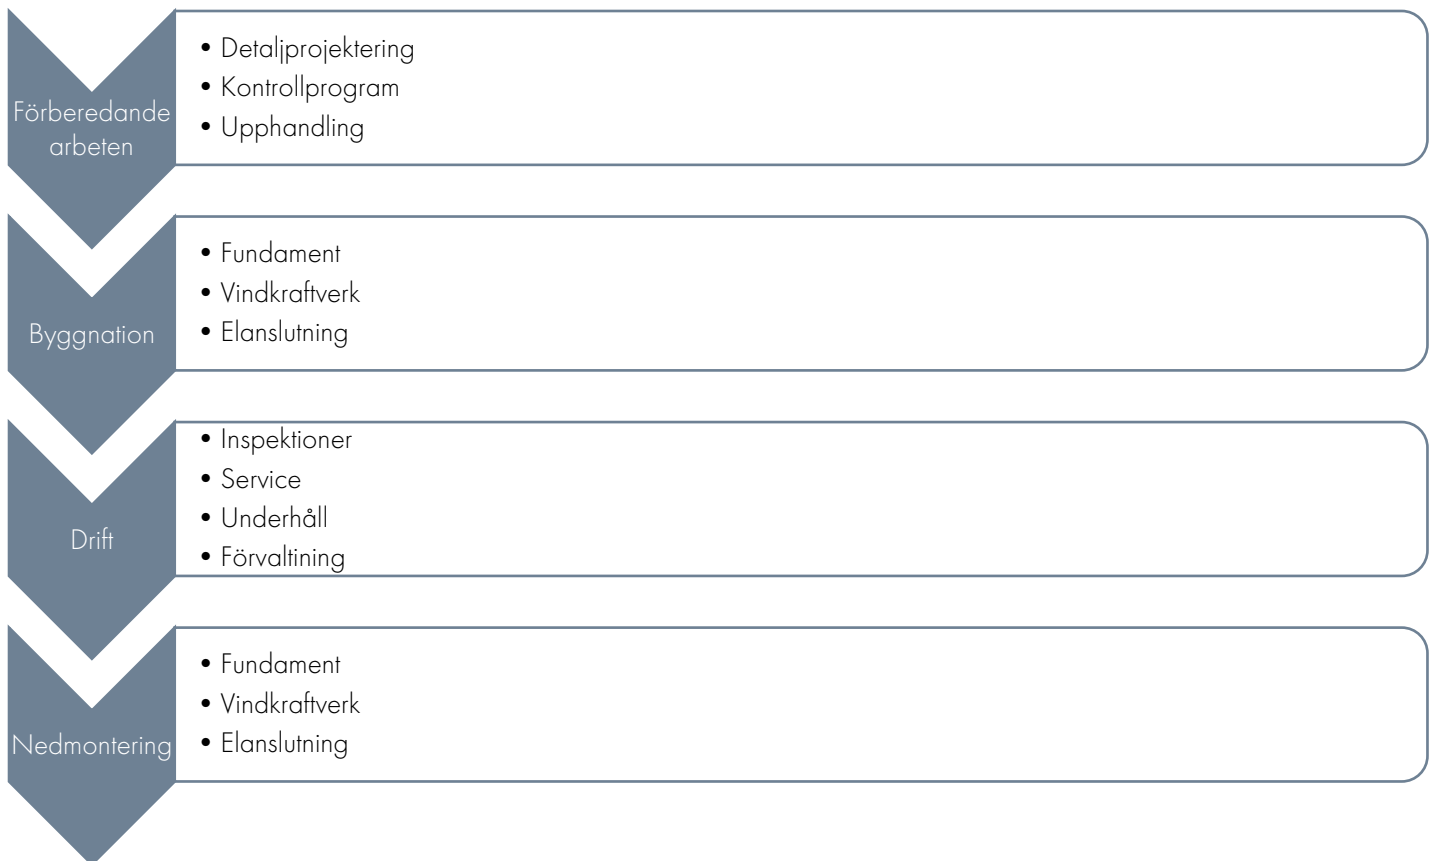 Förberedande
arbeten
• Detaljprojektering
• Kontrollprogram
• Upphandling
Byggnation
• Fundament
• Vindkraftverk
• Elanslutning
Drift
• Inspektioner
• Service
• Underhåll
• Förvaltining
Nedmontering
• Fundament
• Vindkraftverk
• Elanslutning